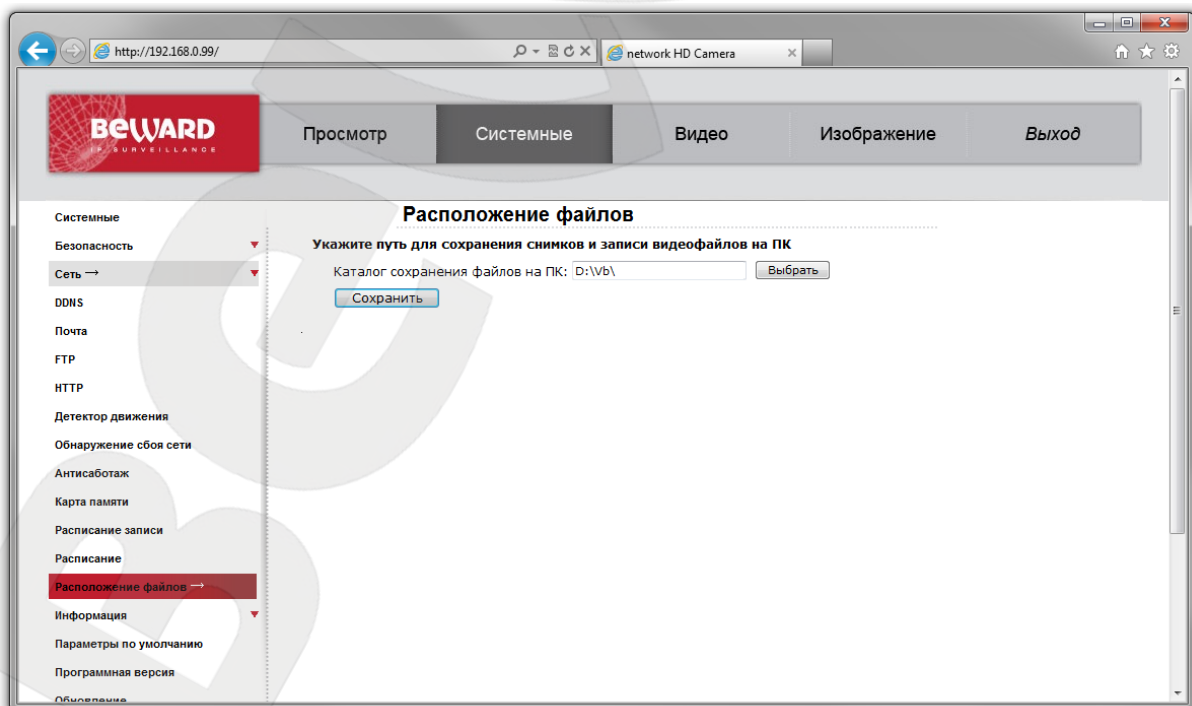 http://192.168.0.99/
network HD Camera
BEWARD
IP SURVEILLANCE
Просмотр
Системные
Видео
Изображение
Выход
Системные
Безопасность
Сеть →
DDNS
Почта
FTP
HTTP
Детектор движения
Обнаружение сбоя сети
Антисаботаж
Карта памяти
Расписание записи
Расписание
Расположение файлов →
Информация
Параметры по умолчанию
Программная версия
Обновление
Расположение файлов
Укажите путь для сохранения снимков и записи видеофайлов на ПК
Каталог сохранения файлов на ПК: D:\Vb\ Выбрать
Сохранить